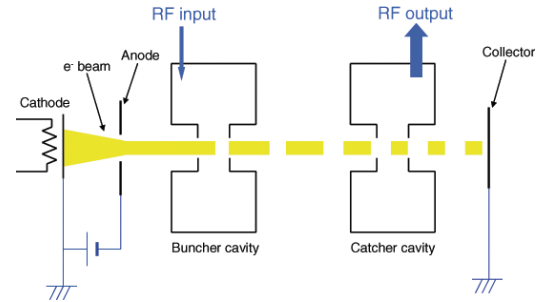 RF input
RF output
Anode
Collector
e- beam
Cathode
Buncher cavity
Catcher cavity